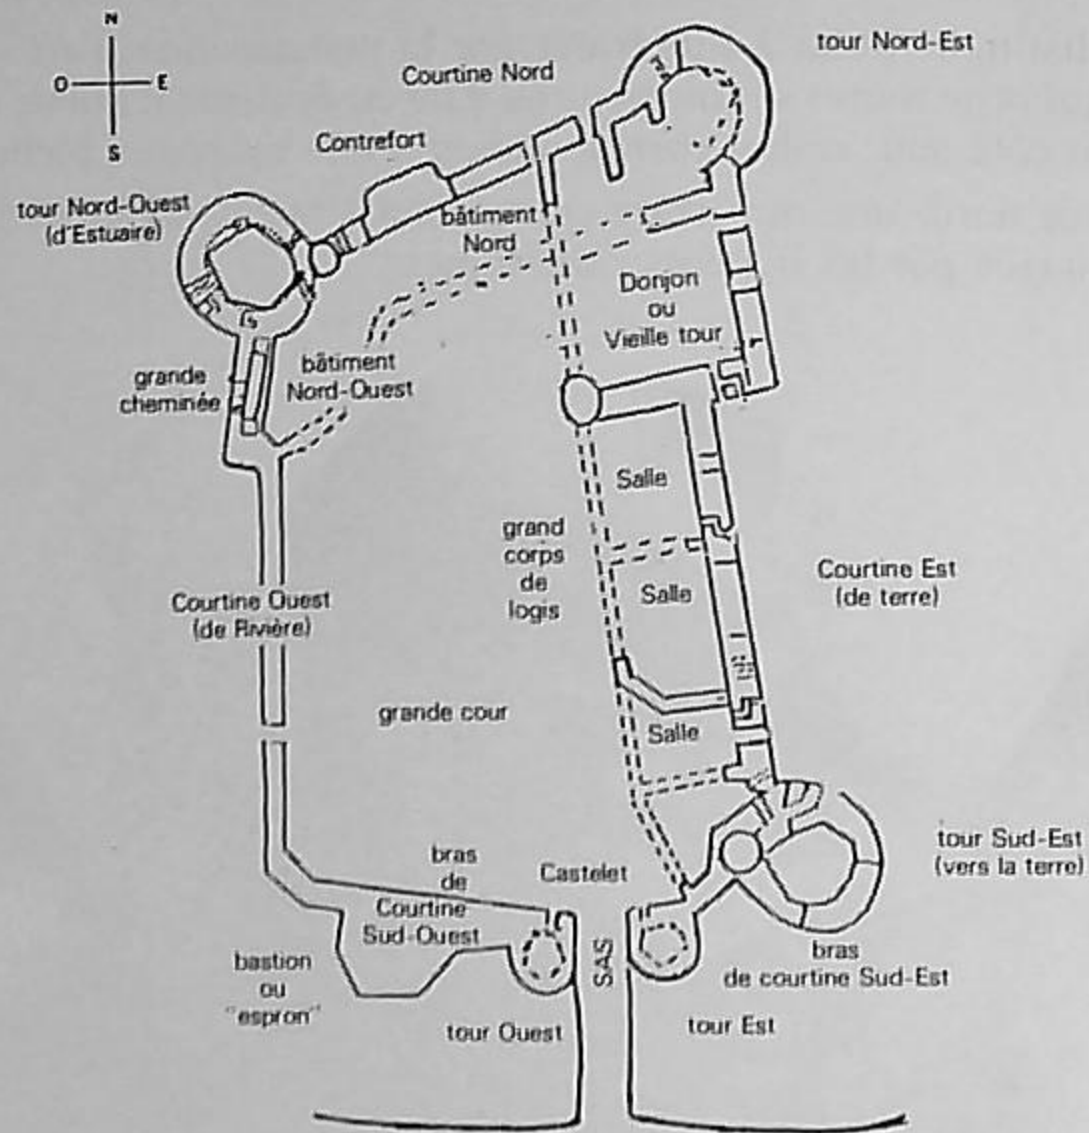 N
O
E
S
tour Nord-Est
Courtine Nord
Contrefort
tour Nord-Ouest
(d'Estuaire)
bâtiment
Nord
Donjon
ou
Vieille tour
bâtiment
Nord-Ouest
grande
cheminée
Salle
grand
corps
de
logis
Salle
Courtine Est
(de terre)
Courtine Ouest
(de Rivière)
grande cour
Salle
tour Sud-Est
(vers la terre)
bras
de
Courtine
Sud-Ouest
Castelet
SAS
bastion
ou
"espron"
bras
de courtine Sud-Est
tour Ouest
tour Est